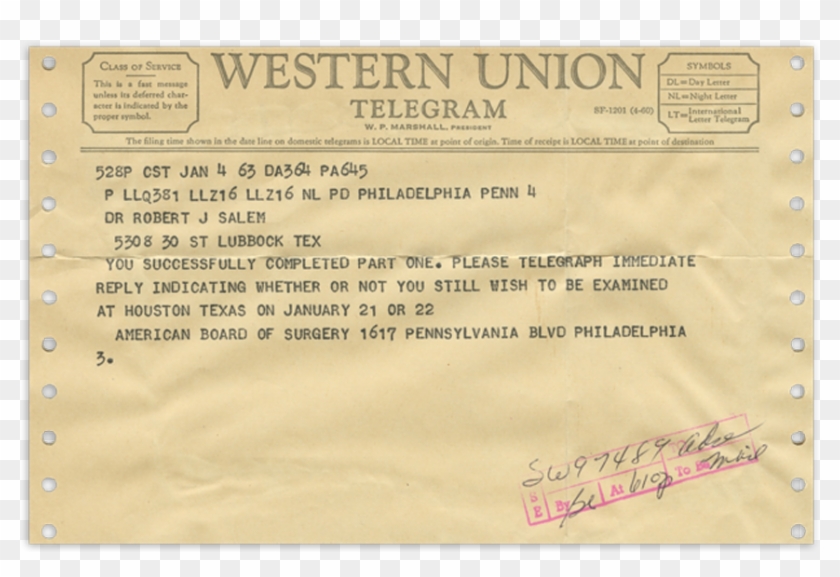 CLASS OF SERVICE
This is a fast message
unless its deferred char-
acter is indicated by the
proper symbol.
WESTERN UNION
TELEGRAM
W. P. MARSHALL, PRESIDENT
SF-1201 (4-60)
SYMBOLS
DL=Day Letter
NL=Night Letter
LT=International Letter Telegram
The filing time shown in the date line on domestic telegrams is LOCAL TIME at point of origin. Time of receipt is LOCAL TIME at point of destination
528P CST JAN 4 63 DA364 PA645
P LLQ381 LLZ16 LLZ16 NL PD PHILADELPHIA PENN 4
DR ROBERT J SALEM
5308 30 ST LUBBOCK TEX
YOU SUCCESSFULLY COMPLETED PART ONE. PLEASE TELEGRAPH IMMEDIATE
REPLY INDICATING WHETHER OR NOT YOU STILL WISH TO BE EXAMINED
AT HOUSTON TEXAS ON JANUARY 21 OR 22
AMERICAN BOARD OF SURGERY 1617 PENNSYLVANIA BLVD PHILADELPHIA
3.
SW97489
mail
By At 610p To